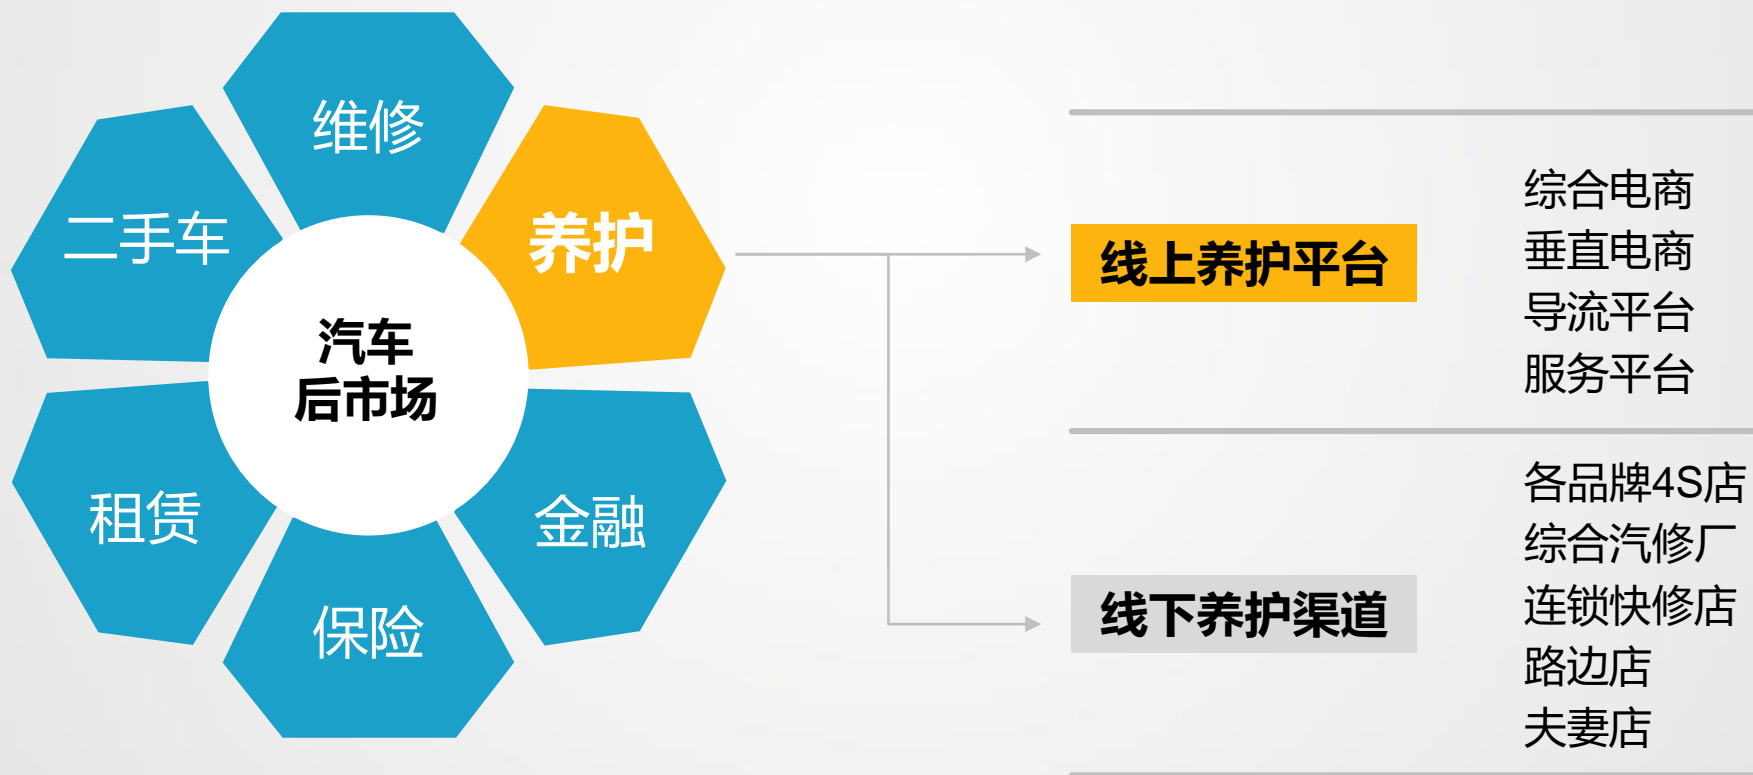 维修
养护
二手车
汽车
后市场
租赁
金融
保险
线上养护平台
综合电商
垂直电商
导流平台
服务平台
线下养护渠道
各品牌4S店
综合汽修厂
连锁快修店
路边店
夫妻店